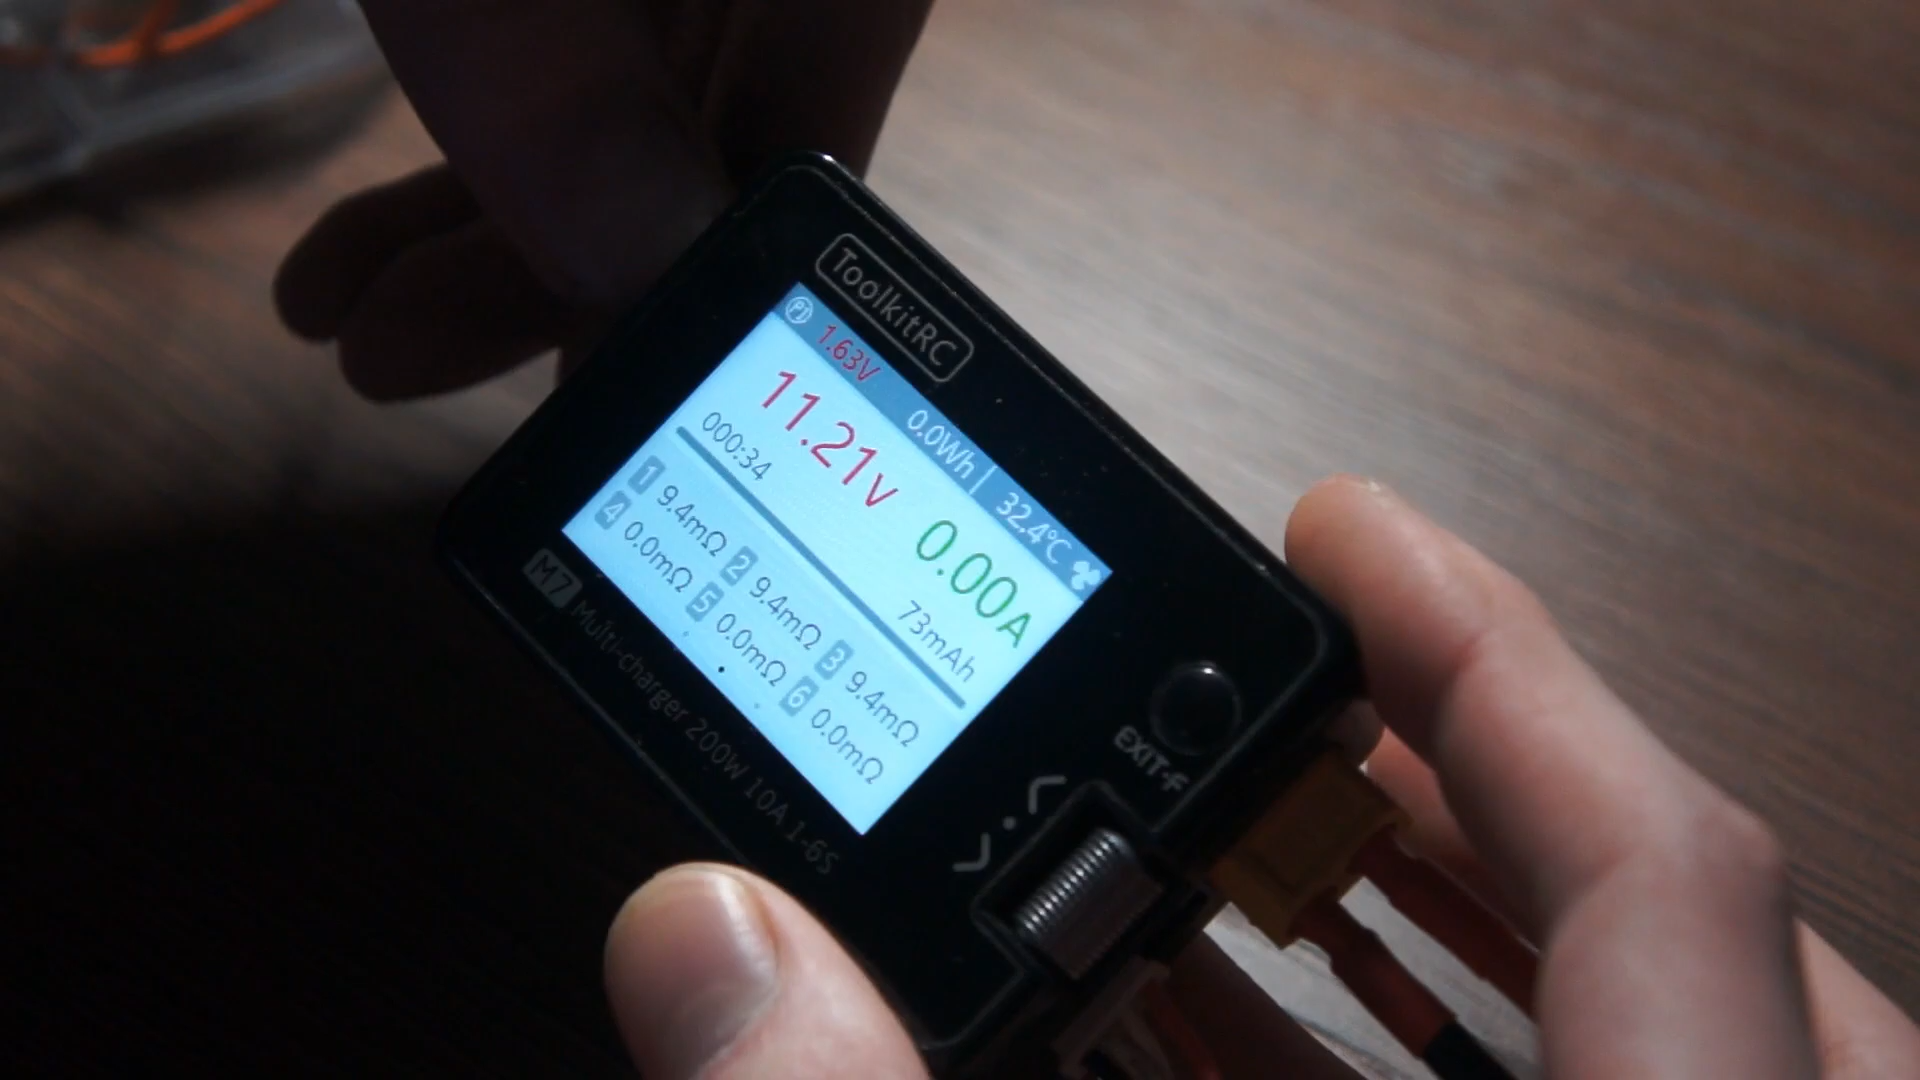 ToolkitRC
PD 1.63V 0.0Wh | 32.4℃
11.21V 0.00A
000:34 73mAh
1 9.4mΩ 2 9.4mΩ 3 9.4mΩ
4 0.0mΩ 5 0.0mΩ 6 0.0mΩ
M7 Multi-charger 200W 10A 1-6S
EXIT-F